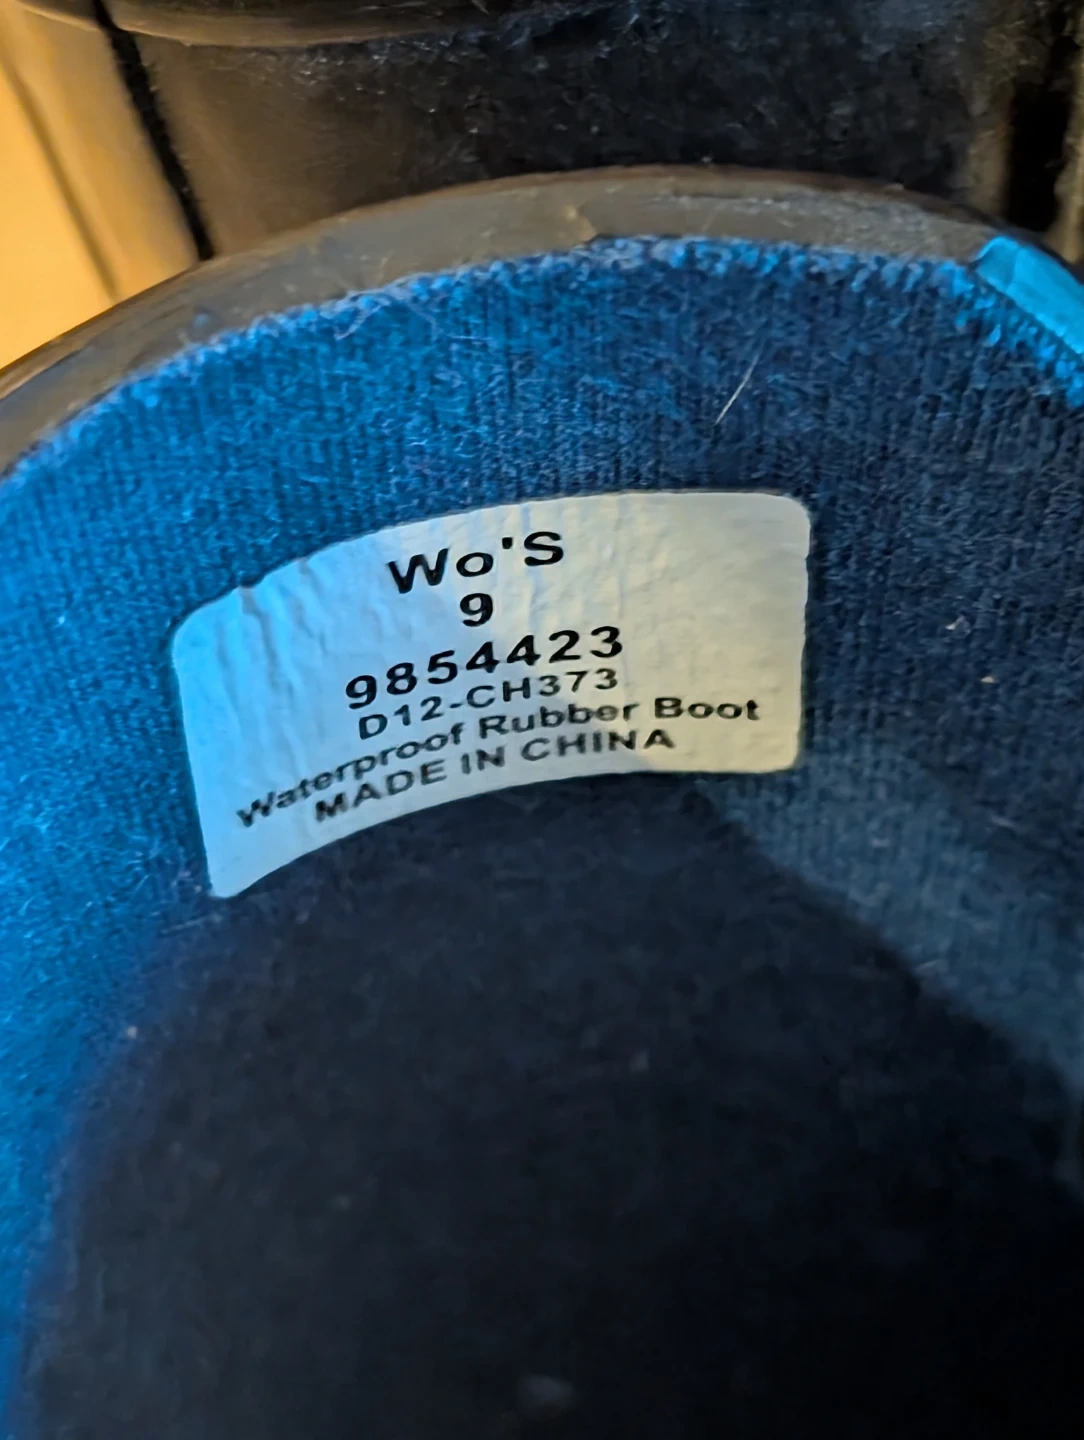 Wo'S
9
9854423
D12-CH373
Waterproof Rubber Boot
MADE IN CHINA